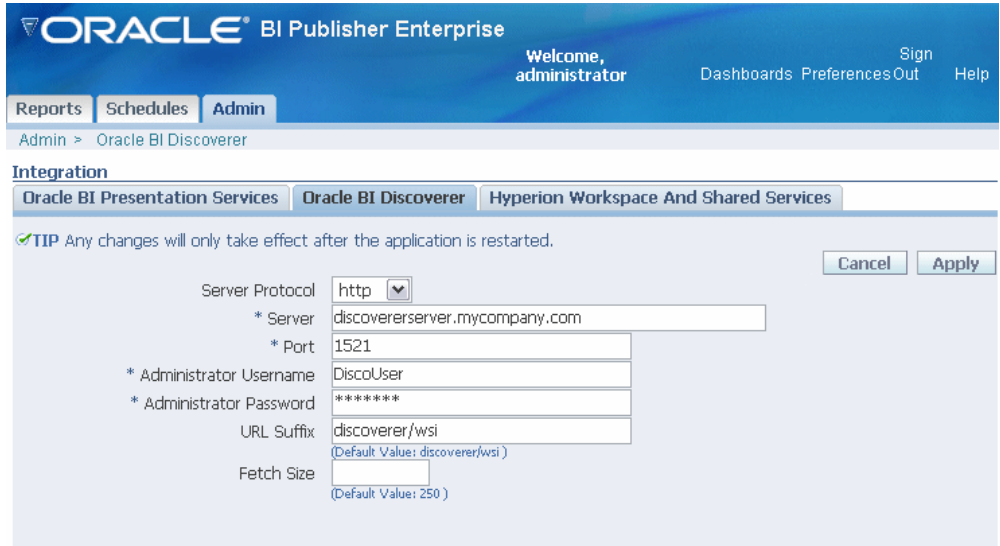 ORACLE BI Publisher Enterprise
Welcome,
administrator
Dashboards Preferences Sign Out Help
Reports Schedules Admin
Admin > Oracle BI Discoverer
Integration
Oracle BI Presentation Services Oracle BI Discoverer Hyperion Workspace And Shared Services
TIP Any changes will only take effect after the application is restarted.
Cancel Apply
Server Protocol http
* Server discovererserver.mycompany.com
* Port 1521
* Administrator Username DiscoUser
* Administrator Password *******
URL Suffix discoverer/wsi
(Default Value: discoverer/wsi )
Fetch Size
(Default Value: 250 )